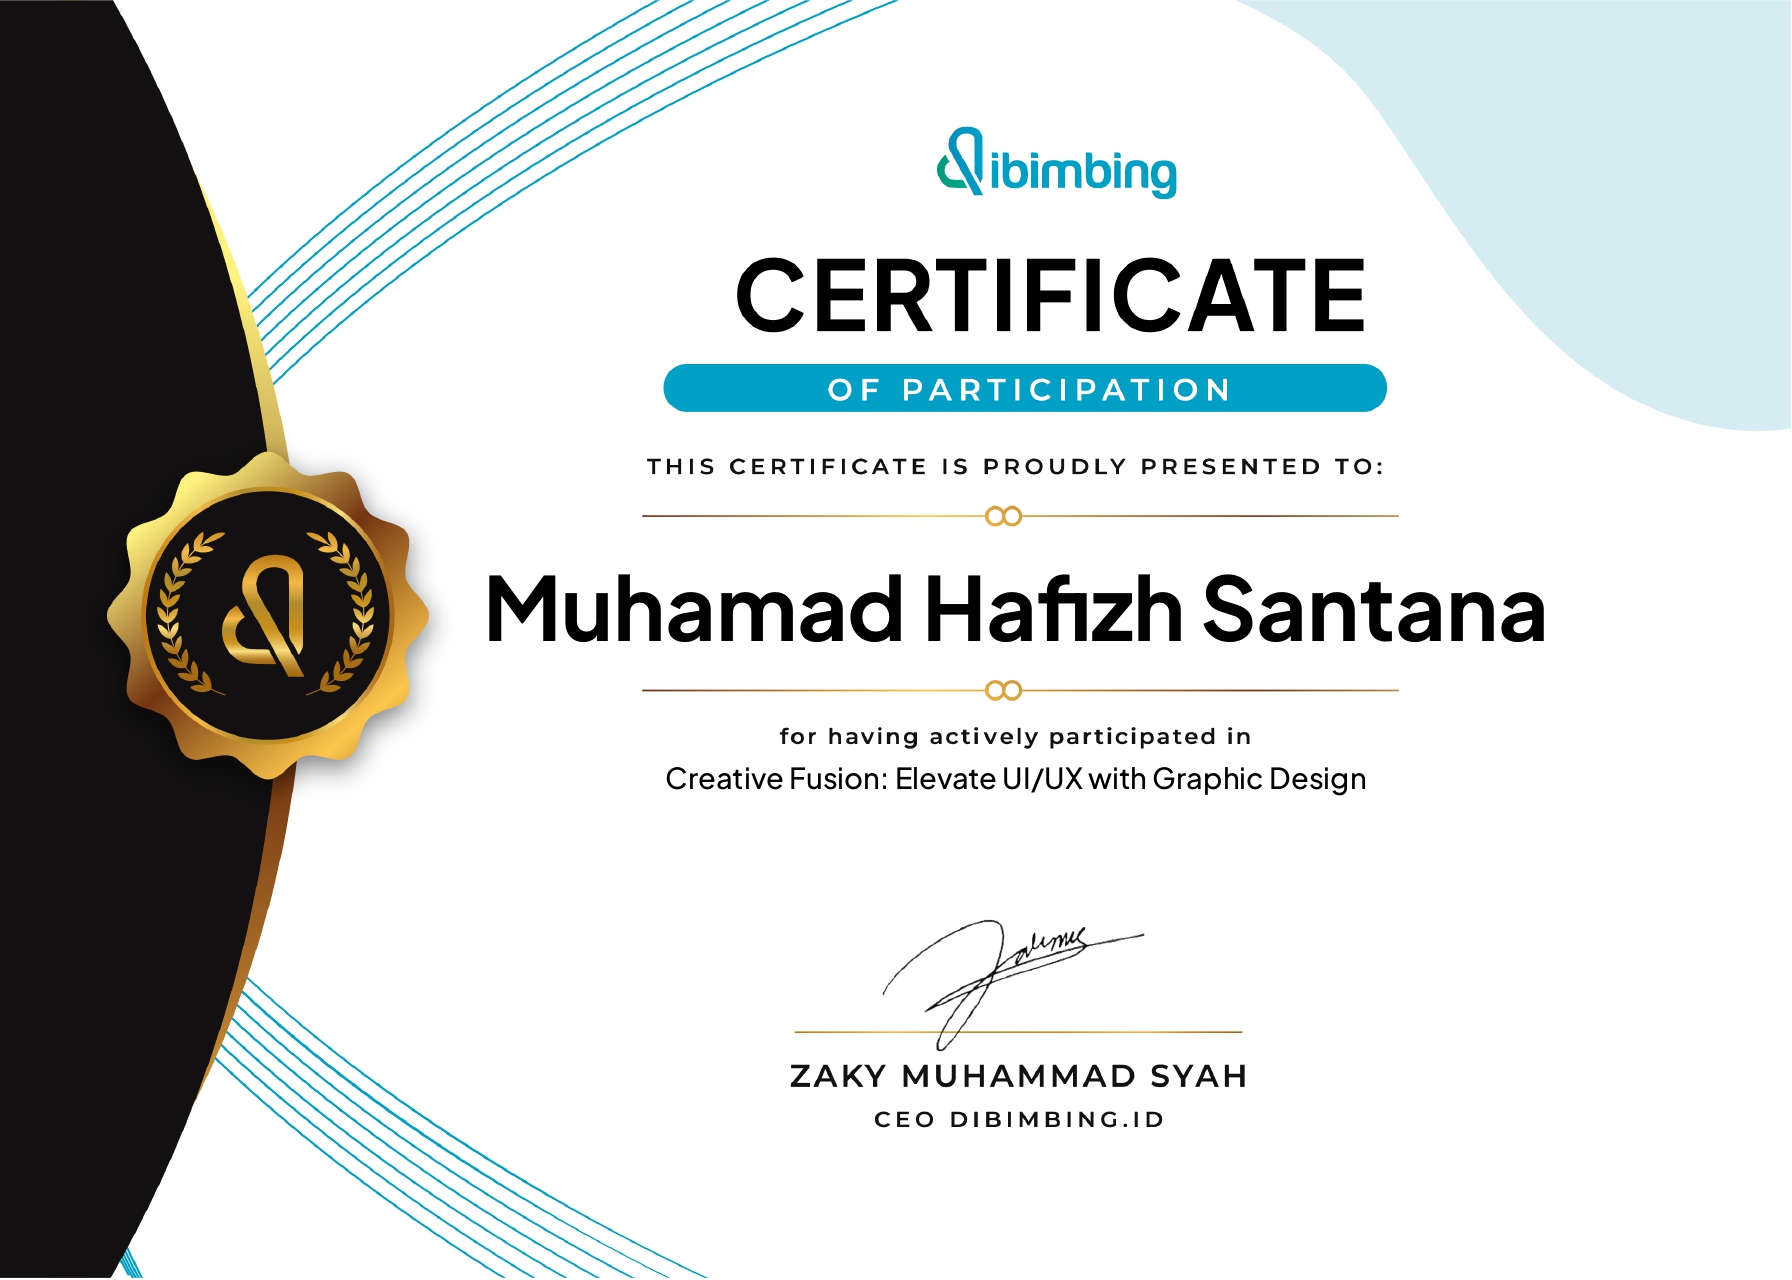 dibimbing
CERTIFICATE
OF PARTICIPATION
THIS CERTIFICATE IS PROUDLY PRESENTED TO:
Muhamad Hafizh Santana
for having actively participated in
Creative Fusion: Elevate UI/UX with Graphic Design
ZAKY MUHAMMAD SYAH
CEO DIBIMBING.ID